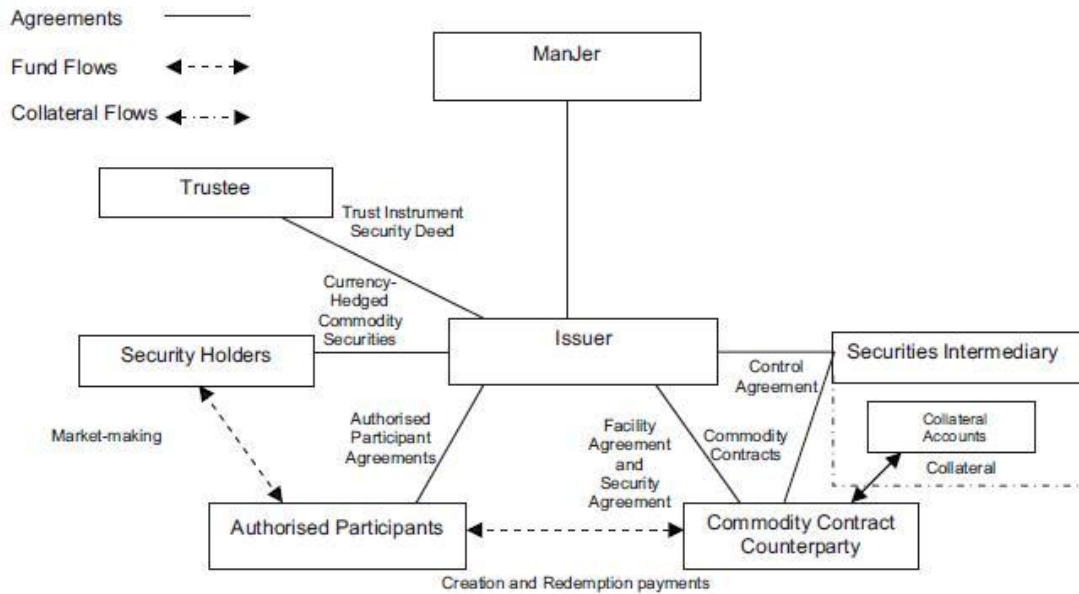 Agreements
Fund Flows
Collateral Flows
ManJer
Trustee
Trust Instrument
Security Deed
Currency-
Hedged
Commodity
Securities
Issuer
Security Holders
Securities Intermediary
Control
Agreement
Market-making
Authorised
Participant
Agreements
Facility
Agreement
and
Security
Agreement
Commodity
Contracts
Collateral
Accounts
Collateral
Authorised Participants
Commodity Contract
Counterparty
Creation and Redemption payments